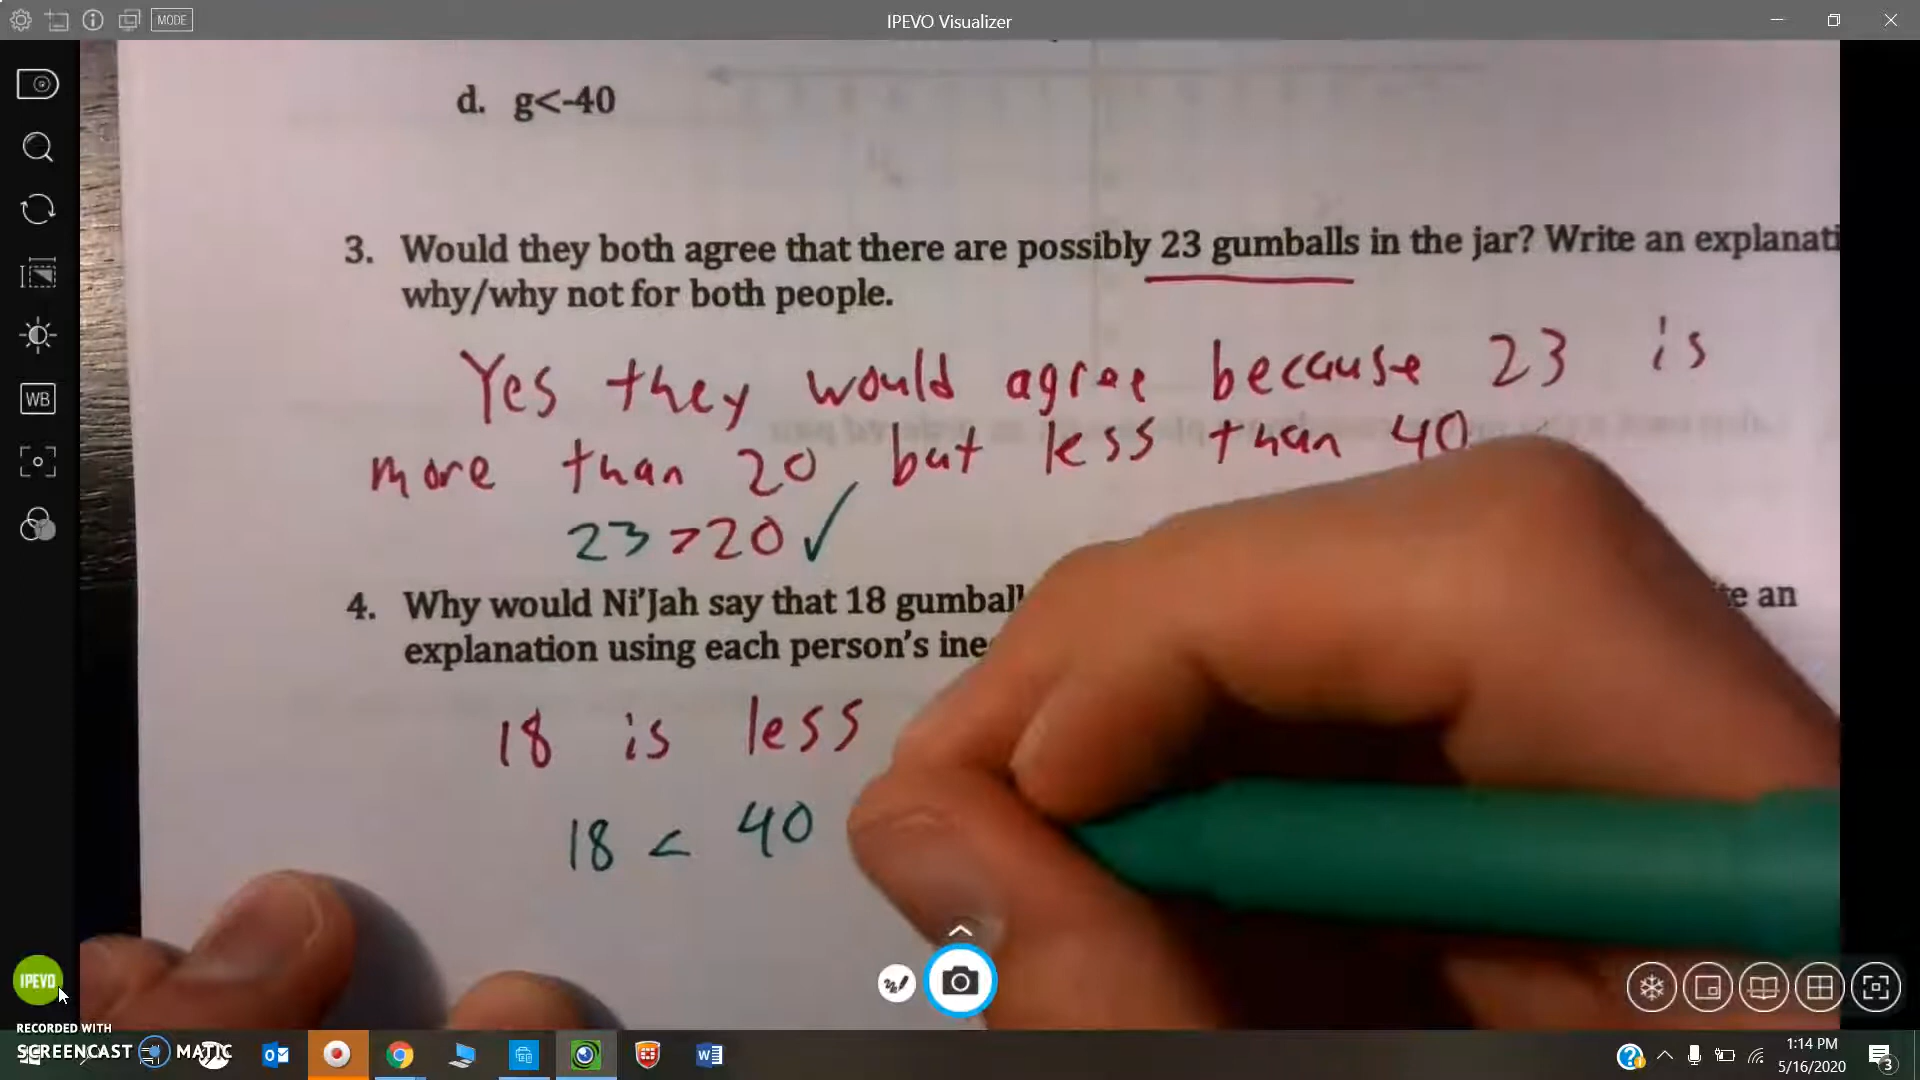 MODE
IPEVO Visualizer
d. g<-40
3. Would they both agree that there are possibly 23 gumballs in the jar? Write an explanati
why/why not for both people.
Yes they would agree because 23 is
more than 20 but less than 40
23 >20 ✓
4. Why would Ni'Jah say that 18 gumball
te an
explanation using each person's ine
18 is less
18 < 40
WB
IPEVO
RECORDED WITH
SCREENCAST MATIC
1:14 PM
5/16/2020
3